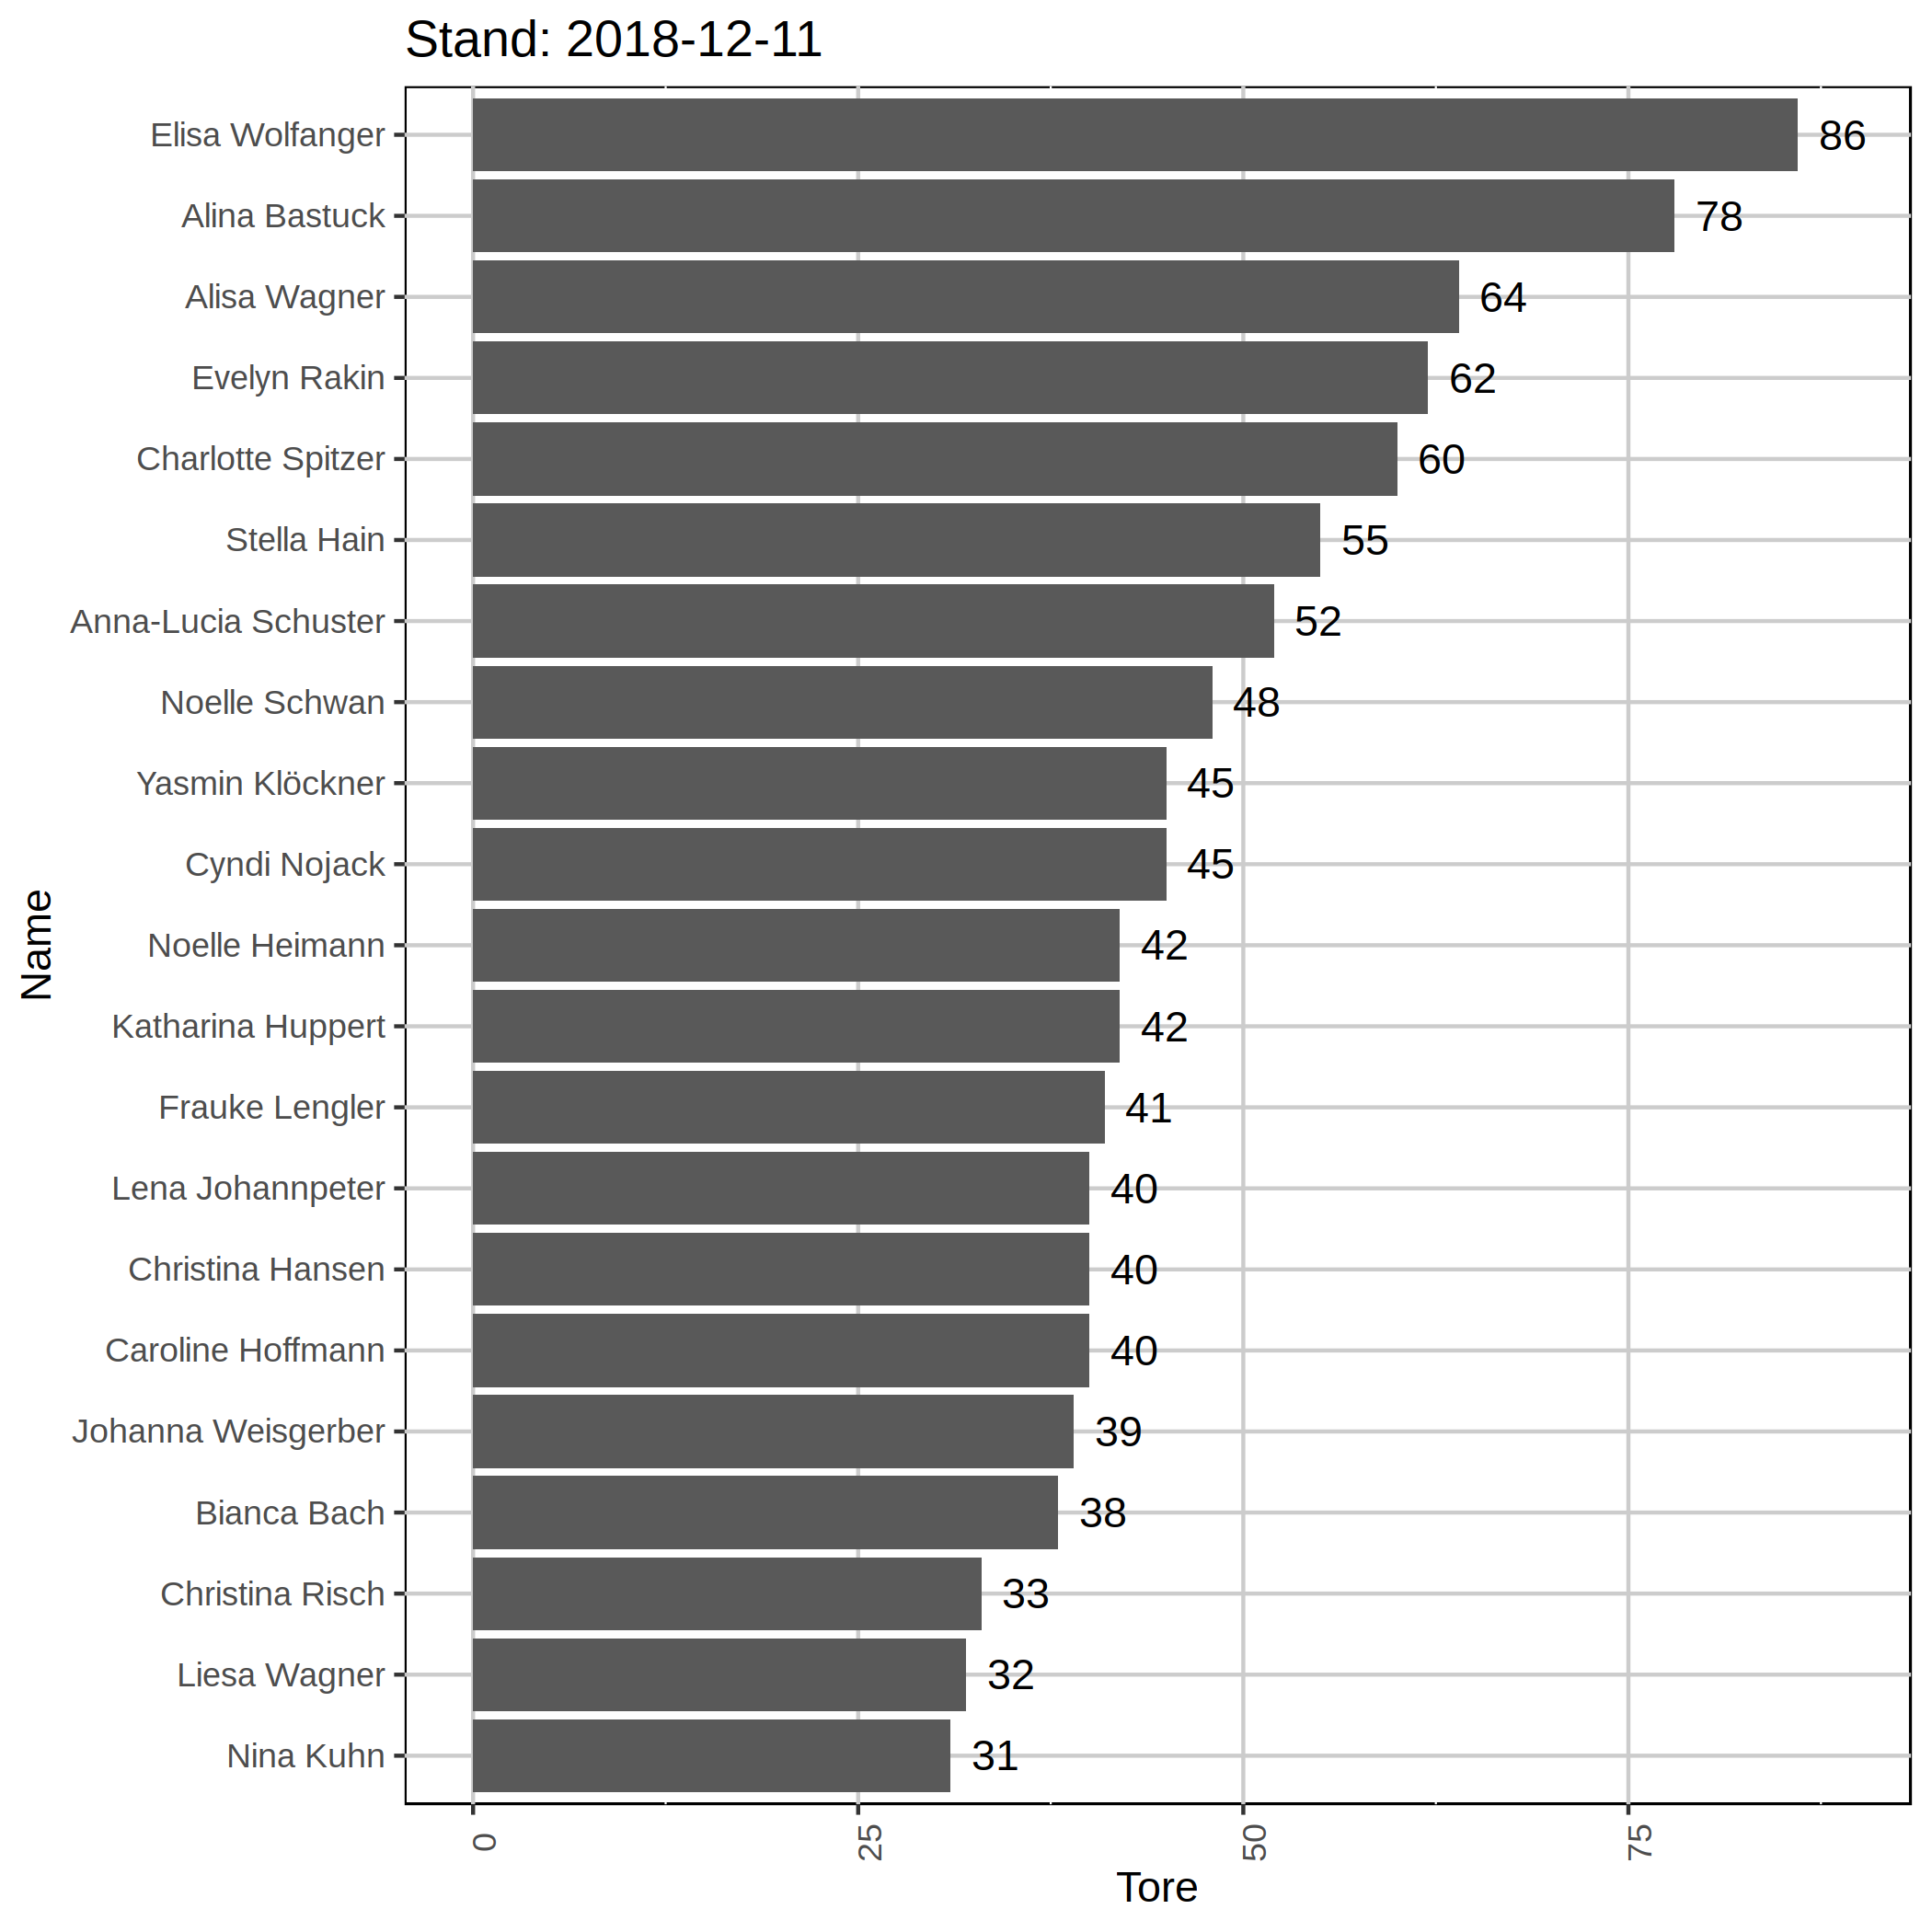 Stand: 2018-12-11
Elisa Wolfanger 86
Alina Bastuck 78
Alisa Wagner 64
Evelyn Rakin 62
Charlotte Spitzer 60
Stella Hain 55
Anna-Lucia Schuster 52
Noelle Schwan 48
Yasmin Klöckner 45
Cyndi Nojack 45
Noelle Heimann 42
Katharina Huppert 42
Frauke Lengler 41
Lena Johannpeter 40
Christina Hansen 40
Caroline Hoffmann 40
Johanna Weisgerber 39
Bianca Bach 38
Christina Risch 33
Liesa Wagner 32
Nina Kuhn 31
Name
0 25 50 75
Tore